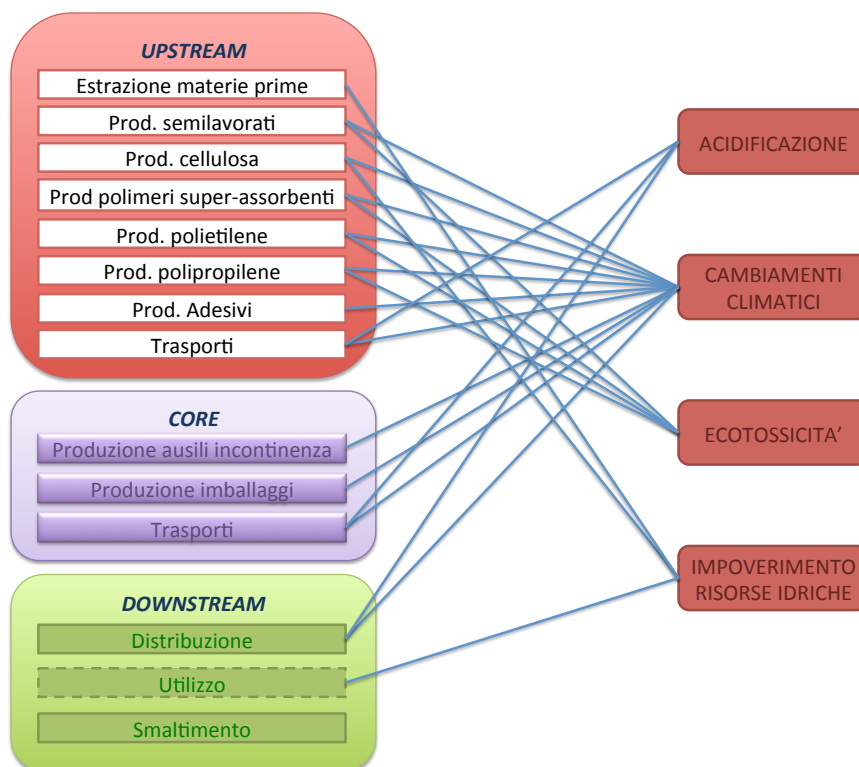 UPSTREAM
Estrazione materie prime
Prod. semilavorati
Prod. cellulosa
Prod polimeri super-assorbenti
Prod. polietilene
Prod. polipropilene
Prod. Adesivi
Trasporti
CORE
Produzione ausili incontinenza
Produzione imballaggi
Trasporti
DOWNSTREAM
Distribuzione
Utilizzo
Smaltimento
ACIDIFICAZIONE
CAMBIAMENTI
CLIMATICI
ECOTOSSICITA’
IMPOVERIMENTO
RISORSE IDRICHE